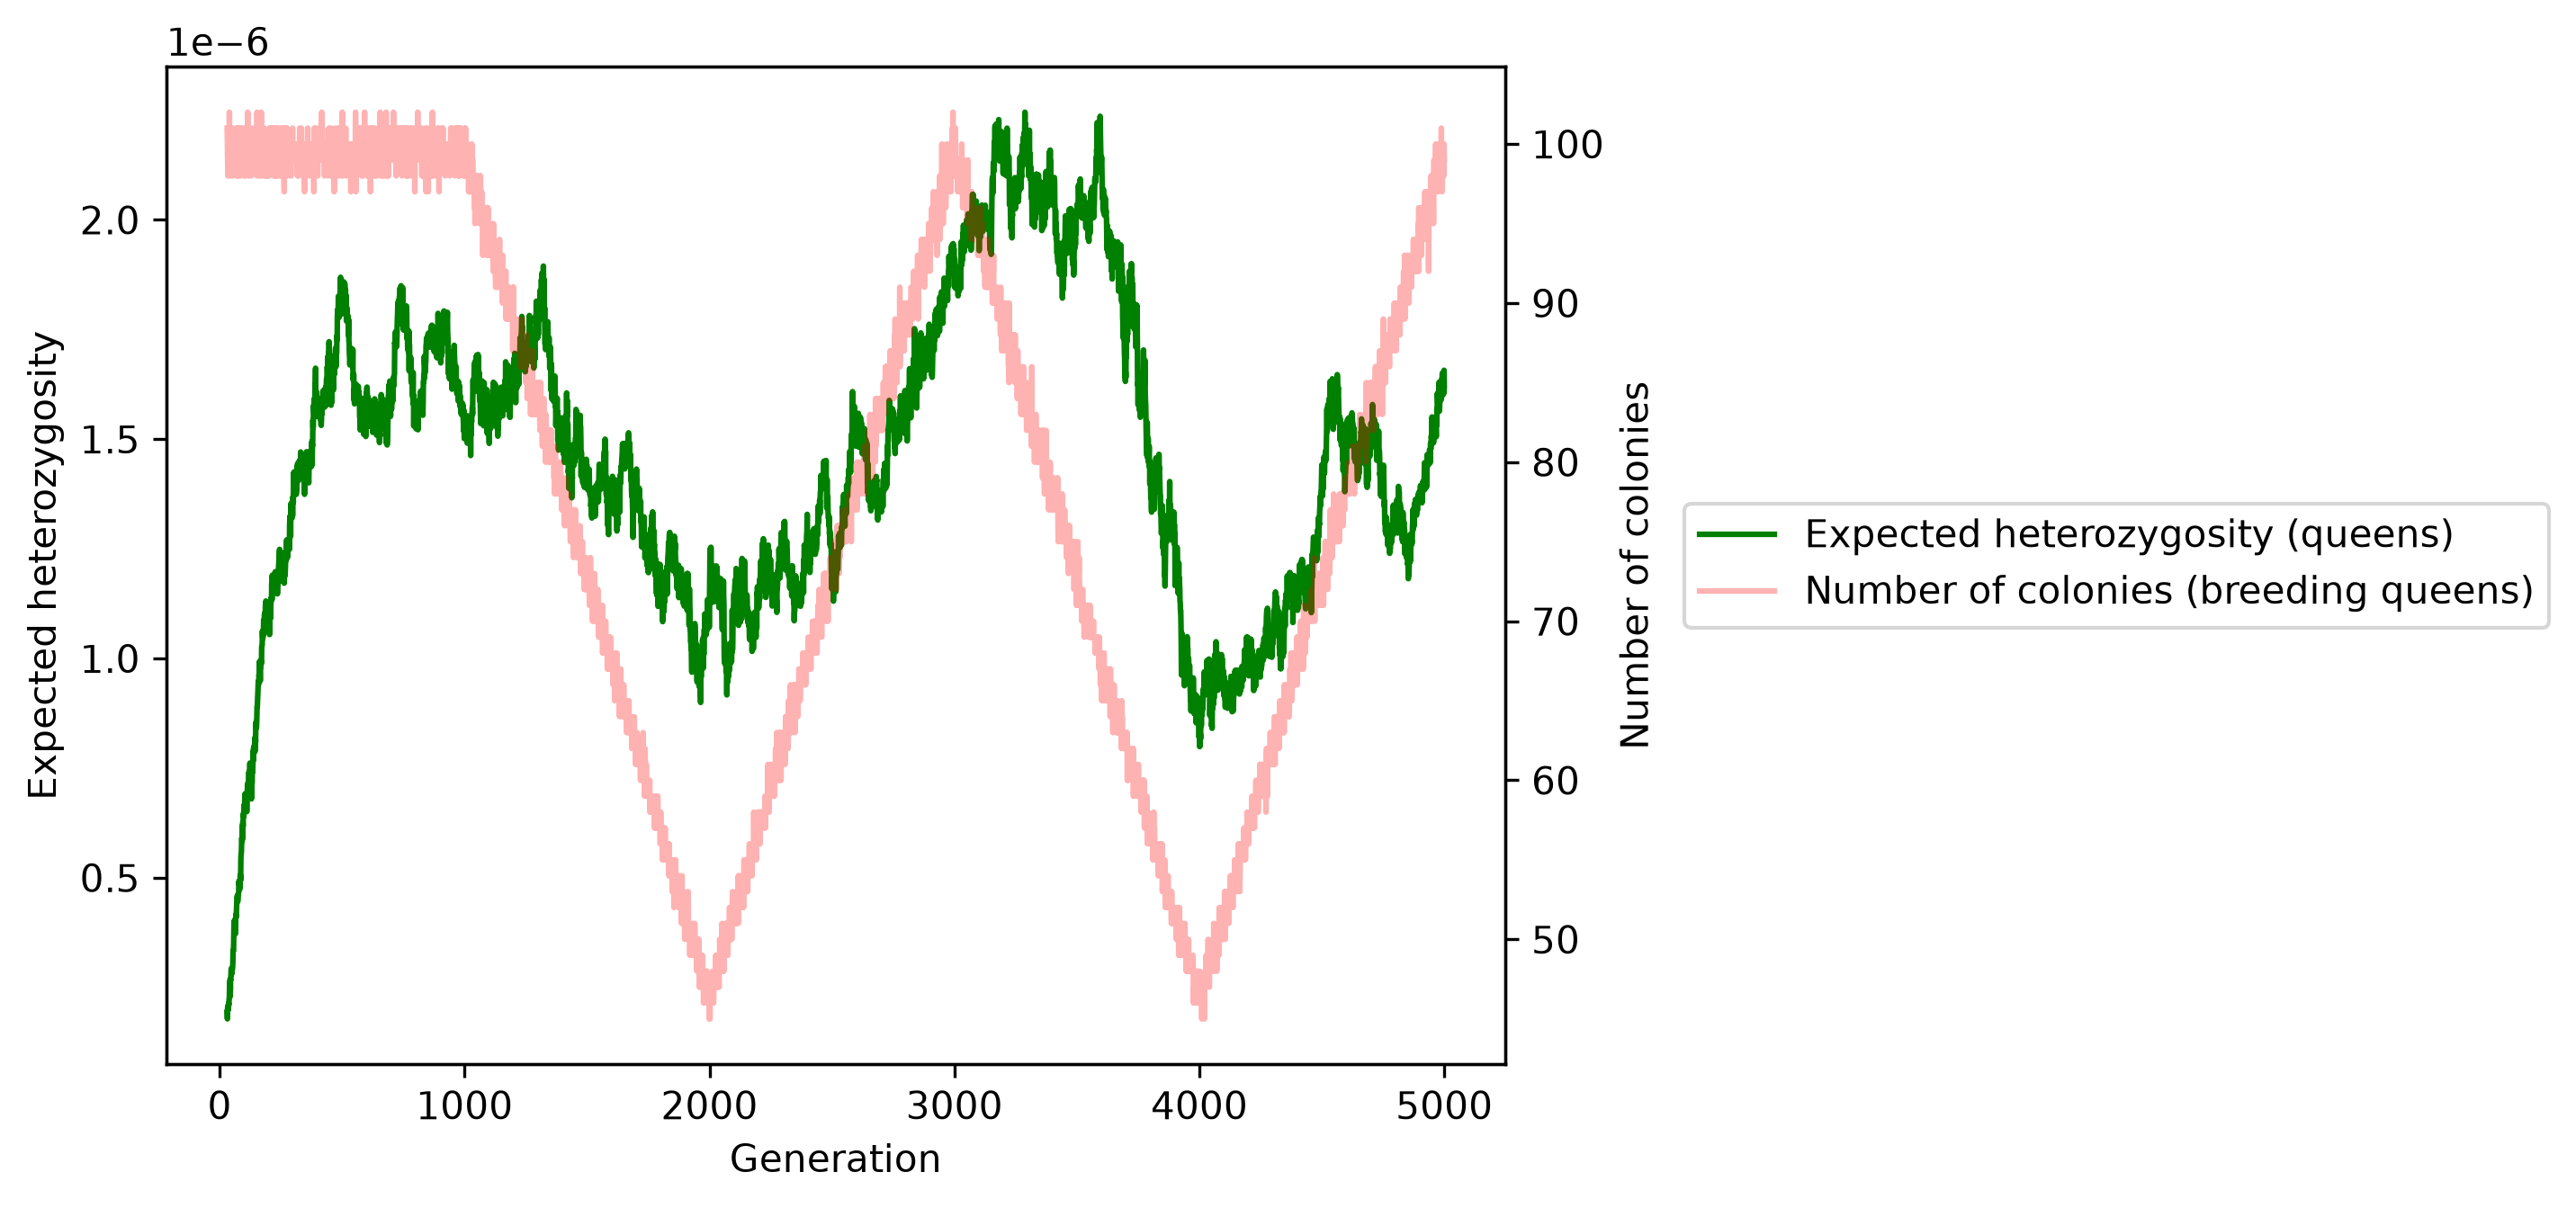 1e−6
Expected heterozygosity
2.0
1.5
1.0
0.5
0 1000 2000 3000 4000 5000
Generation
100
90
80
70
60
50
Number of colonies
Expected heterozygosity (queens)
Number of colonies (breeding queens)